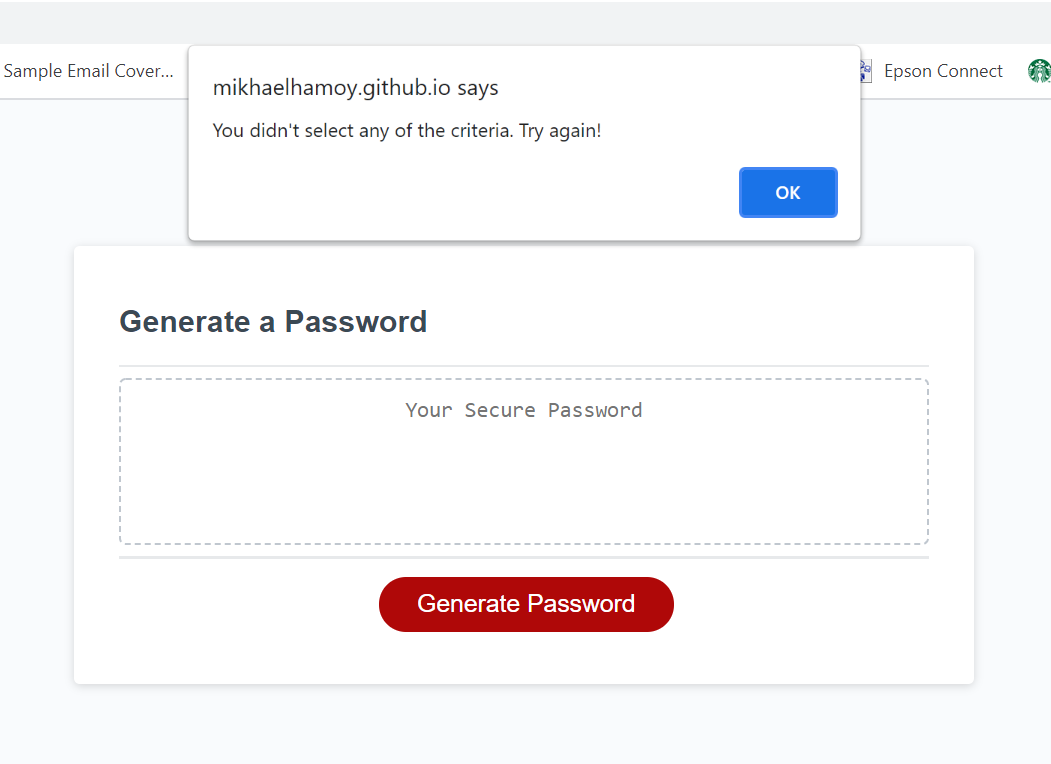 Sample Email Cover...
Epson Connect
mikhaelhamoy.github.io says
You didn't select any of the criteria. Try again!
OK
Generate a Password
Your Secure Password
Generate Password